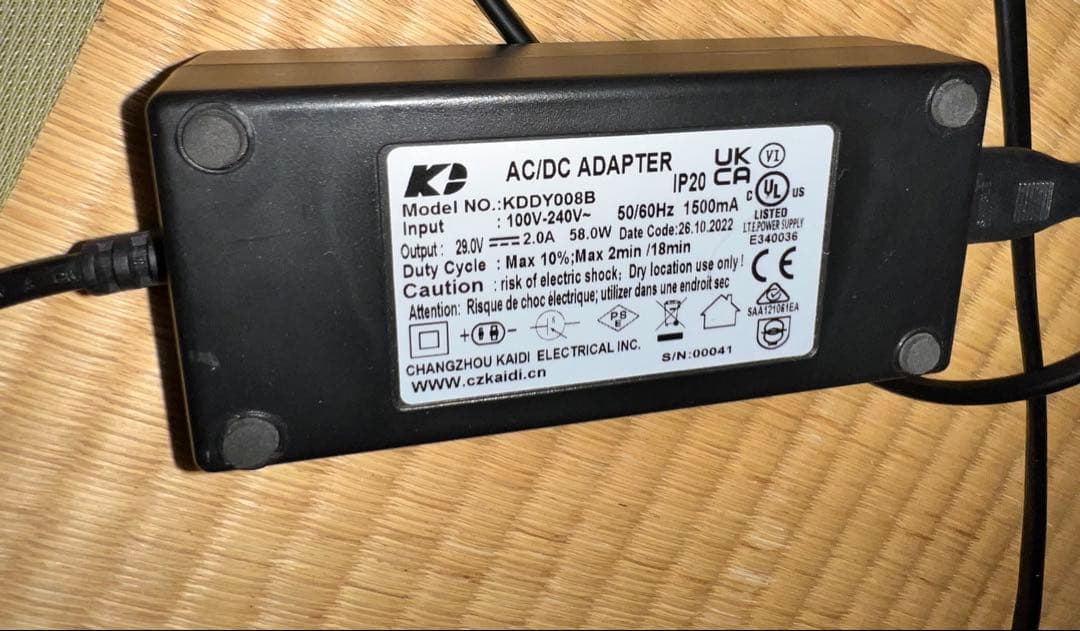 KD
AC/DC ADAPTER
UK
CA
VI
Model NO.:KDDY008B
IP20
C UL US
LISTED
I.T.E.POWER SUPPLY
E340036
Input : 100V-240V~ 50/60Hz 1500mA
Output : 29.0V 2.0A 58.0W Date Code:26.10.2022
Duty Cycle : Max 10%;Max 2min /18min
Caution : risk of electric shock; Dry location use only!
CE
Attention: Risque de choc électrique; utiliser dans une endroit sec
+ -
PS
E
SAA121061EA
CHANGZHOU KAIDI ELECTRICAL INC.
S/N:00041
www.czkaidi.cn